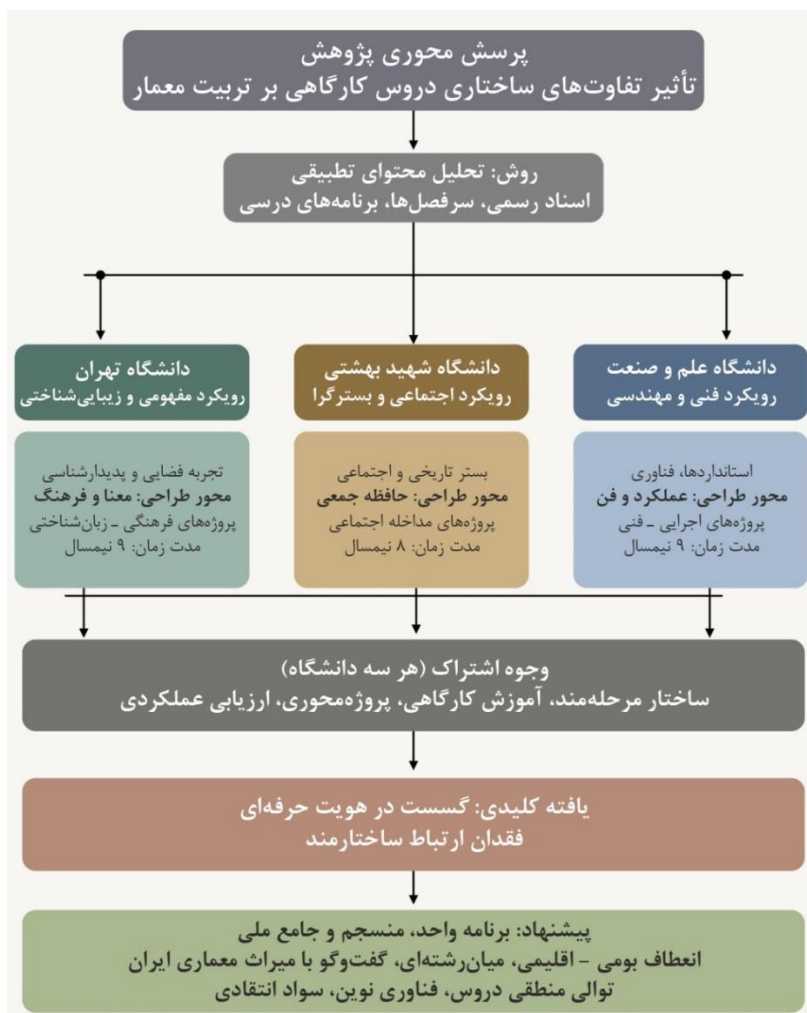 پرسش محوری پژوهش
تأثیر تفاوت‌های ساختاری دروس کارگاهی بر تربیت معمار
روش: تحلیل محتوای تطبیقی
اسناد رسمی، سرفصل‌ها، برنامه‌های درسی
دانشگاه علم و صنعت
رویکرد فنی و مهندسی
استانداردها، فناوری
محور طراحی: عملکرد و فن
پروژه‌های اجرایی ـ فنی
مدت زمان: ۹ نیمسال
دانشگاه شهید بهشتی
رویکرد اجتماعی و بسترگرا
بستر تاریخی و اجتماعی
محور طراحی: حافظه جمعی
پروژه‌های مداخله اجتماعی
مدت زمان: ۸ نیمسال
دانشگاه تهران
رویکرد مفهومی و زیبایی‌شناختی
تجربه فضایی و پدیدارشناسی
محور طراحی: معنا و فرهنگ
پروژه‌های فرهنگی ـ زبان‌شناختی
مدت زمان: ۹ نیمسال
وجوه اشتراک (هر سه دانشگاه)
ساختار مرحله‌مند، آموزش کارگاهی، پروژه‌محوری، ارزیابی عملکردی
یافته کلیدی: گسست در هویت حرفه‌ای
فقدان ارتباط ساختارمند
پیشنهاد: برنامه واحد، منسجم و جامع ملی
انعطاف بومی - اقلیمی، میان‌رشته‌ای، گفت‌وگو با میراث معماری ایران
توالی منطقی دروس، فناوری نوین، سواد انتقادی